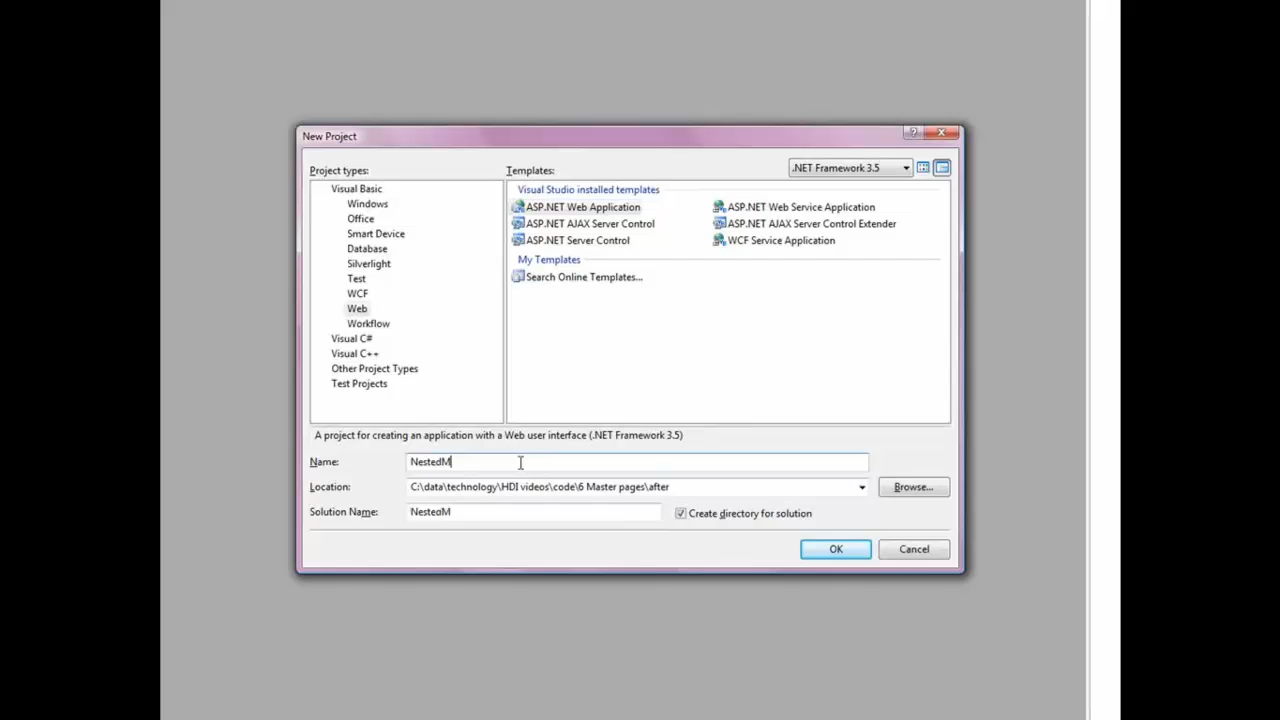 New Project
Project types:
Templates:
.NET Framework 3.5
Visual Basic
Windows
Office
Smart Device
Database
Silverlight
Test
WCF
Web
Workflow
Visual C#
Visual C++
Other Project Types
Test Projects
Visual Studio installed templates
ASP.NET Web Application
ASP.NET Web Service Application
ASP.NET AJAX Server Control
ASP.NET AJAX Server Control Extender
ASP.NET Server Control
WCF Service Application
My Templates
Search Online Templates...
A project for creating an application with a Web user interface (.NET Framework 3.5)
Name:
NestedM
Location:
C:\data\technology\HDI videos\code\6 Master pages\after
Browse...
Solution Name:
NestedM
Create directory for solution
OK
Cancel